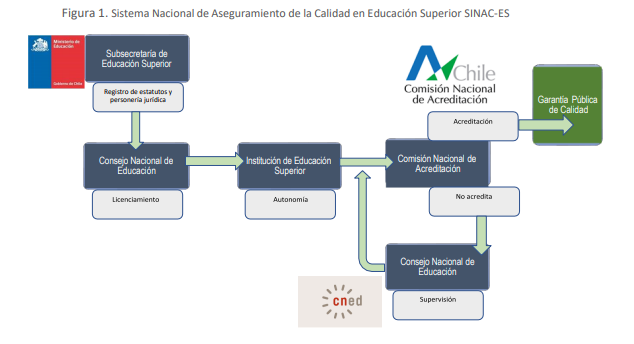 Figura 1. Sistema Nacional de Aseguramiento de la Calidad en Educación Superior SINAC-ES
Ministerio de
Educación
Gobierno de Chile
Subsecretaría de
Educación Superior
Registro de estatutos y
personería jurídica
Consejo Nacional de
Educación
Licenciamiento
Institución de Educación
Superior
Autonomía
Chile
Comisión Nacional
de Acreditación
Acreditación
Garantía Pública
de Calidad
Comisión Nacional de
Acreditación
No acredita
Consejo Nacional de
Educación
Supervisión
cned